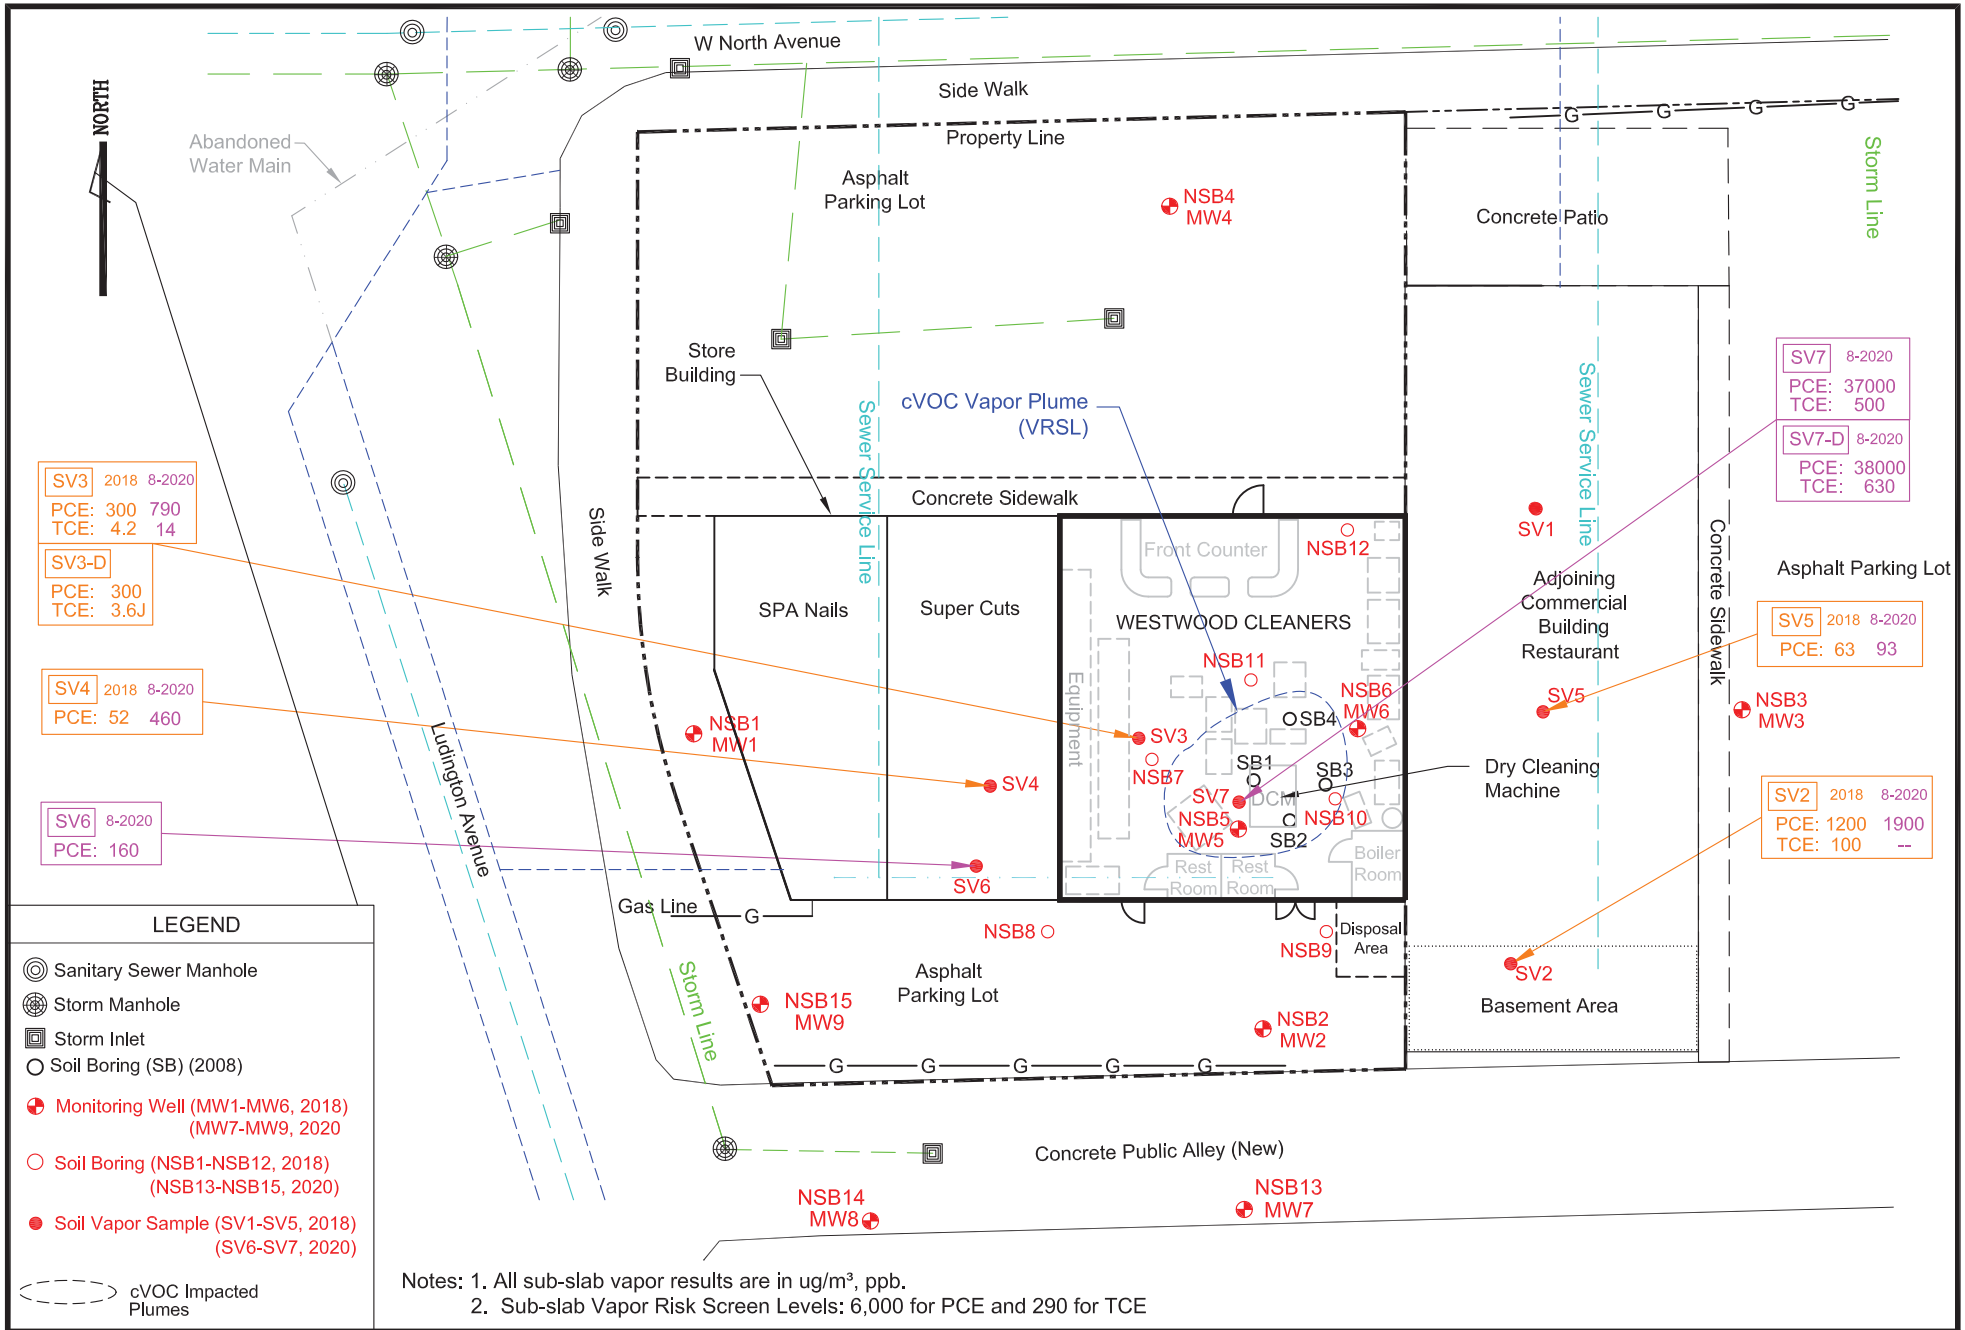 W North Avenue
Side Walk
Property Line
NORTH
Abandoned
Water Main
Asphalt
Parking Lot
NSB4
MW4
Concrete Patio
G G G G
Storm Line
Store
Building
cVOC Vapor Plume
(VRSL)
Sewer Service Line
Sewer Service Line
SV7 8-2020
PCE: 37000
TCE: 500
SV7-D 8-2020
PCE: 38000
TCE: 630
SV3 2018 8-2020
PCE: 300 790
TCE: 4.2 14
SV3-D
PCE: 300
TCE: 3.6J
Side Walk
Concrete Sidewalk
Front Counter
NSB12
SV1
Concrete Sidewalk
Asphalt Parking Lot
SPA Nails
Super Cuts
WESTWOOD CLEANERS
Adjoining
Commercial
Building
Restaurant
SV5 2018 8-2020
PCE: 63 93
SV4 2018 8-2020
PCE: 52 460
NSB11
Equipment
NSB6
MW6
SB4
SV5
NSB3
MW3
NSB1
MW1
SV3
NSB7
SB1
SB3
Dry Cleaning
Machine
SV4
SV7
DCM
NSB5
MW5
NSB10
SB2
SV2 2018 8-2020
PCE: 1200 1900
TCE: 100 --
SV6 8-2020
PCE: 160
Ludington Avenue
SV6
Rest
Room
Rest
Room
Boiler
Room
Gas Line
G
NSB8
NSB9
Disposal
Area
SV2
Basement Area
Asphalt
Parking Lot
Storm Line
NSB15
MW9
NSB2
MW2
G G G G G
Concrete Public Alley (New)
NSB14
MW8
NSB13
MW7
LEGEND
Sanitary Sewer Manhole
Storm Manhole
Storm Inlet
Soil Boring (SB) (2008)
Monitoring Well (MW1-MW6, 2018)
(MW7-MW9, 2020
Soil Boring (NSB1-NSB12, 2018)
(NSB13-NSB15, 2020)
Soil Vapor Sample (SV1-SV5, 2018)
(SV6-SV7, 2020)
cVOC Impacted
Plumes
Notes: 1. All sub-slab vapor results are in ug/m³, ppb.
2. Sub-slab Vapor Risk Screen Levels: 6,000 for PCE and 290 for TCE